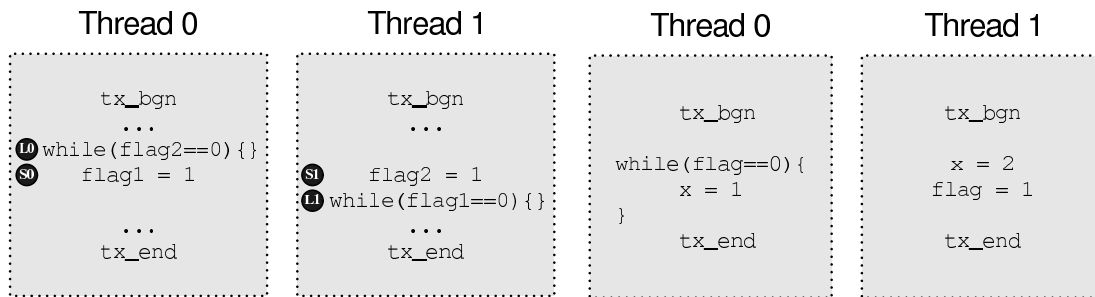 Thread 0
tx_bgn
...
L0 while(flag2==0){}
S0 flag1 = 1
...
tx_end
Thread 1
tx_bgn
...
S1 flag2 = 1
L1 while(flag1==0){}
...
tx_end
Thread 0
tx_bgn
while(flag==0){
x = 1
}
tx_end
Thread 1
tx_bgn
x = 2
flag = 1
tx_end